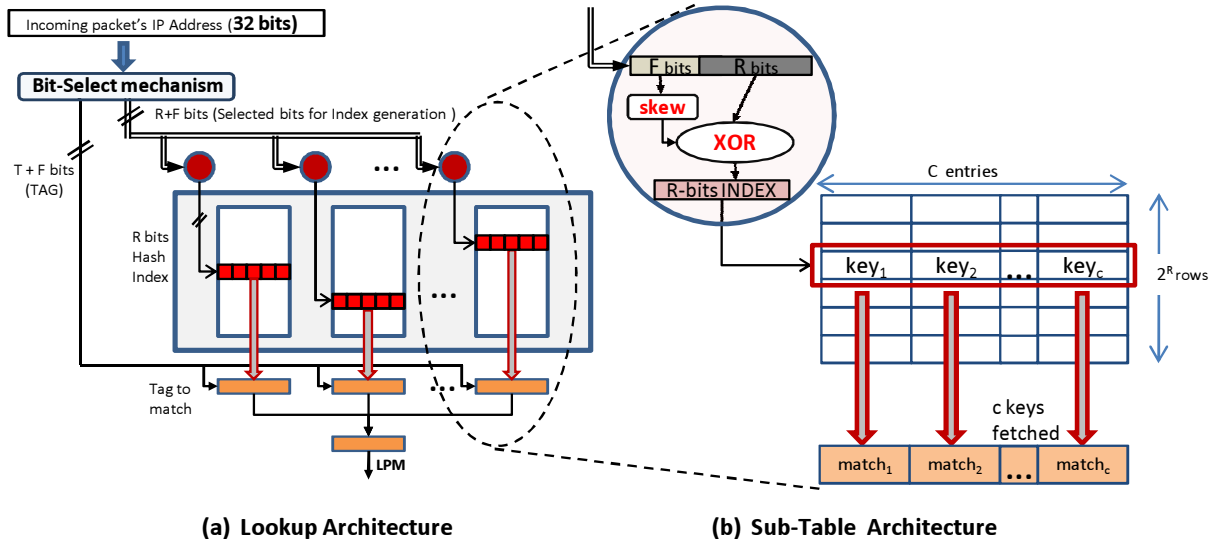 Incoming packet's IP Address (32 bits)
Bit-Select mechanism
R+F bits (Selected bits for Index generation )
T + F bits
(TAG)
...
R bits
Hash
Index
...
Tag to
match
...
LPM
(a) Lookup Architecture
F bits R bits
skew
XOR
R-bits INDEX
C entries
key1 key2 ... keyc
2^R rows
c keys
fetched
match1 match2 ... matchc
(b) Sub-Table Architecture